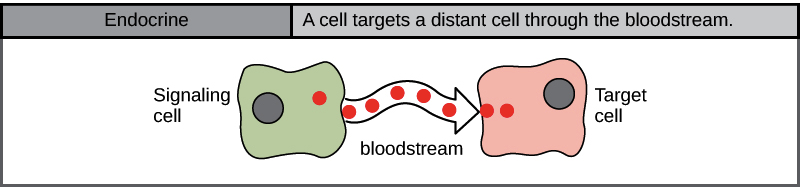 Endocrine
A cell targets a distant cell through the bloodstream.
Signaling
cell
Target
cell
bloodstream